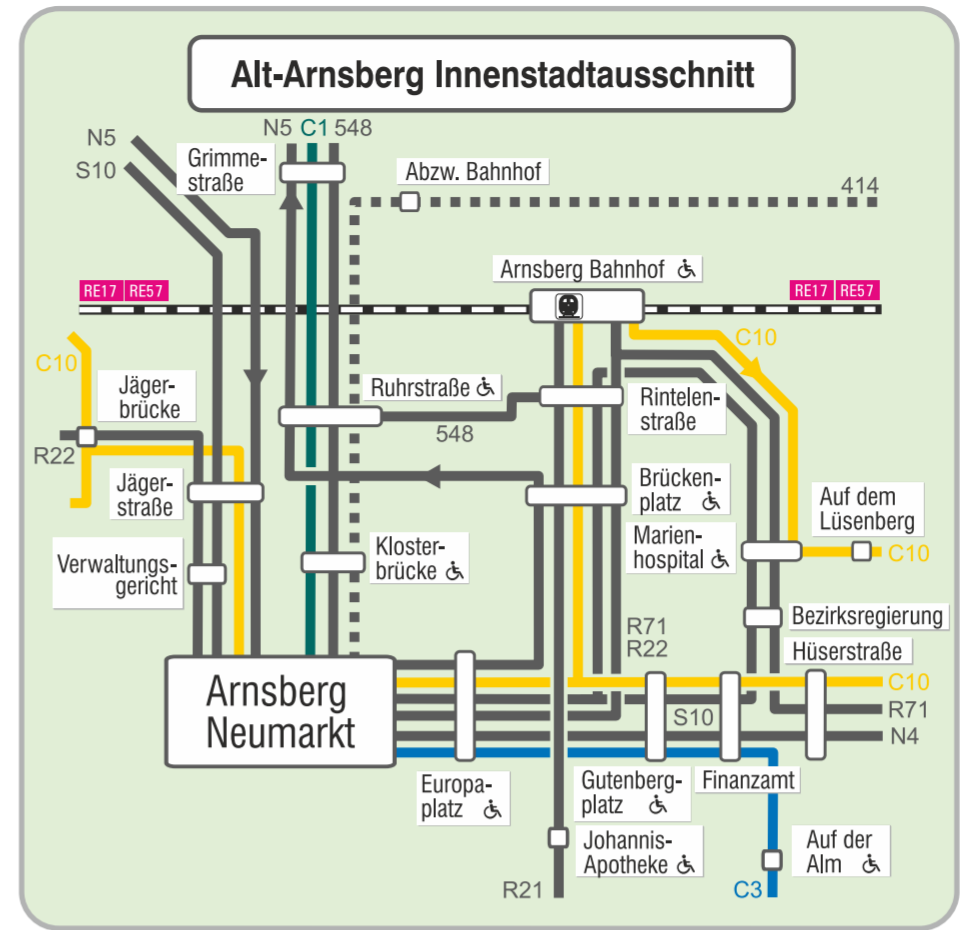 Alt-Arnsberg Innenstadtausschnitt
N5 C1 548
N5
S10
Grimme-
straße
Abzw. Bahnhof
414
Arnsberg Bahnhof
RE17 RE57
RE17 RE57
C10
C10
Jäger-
brücke
Ruhrstraße
Rintelen-
straße
548
R22
Jäger-
straße
Brücken-
platz
Auf dem
Lüsenberg
Marien-
hospital
C10
Kloster-
brücke
Verwaltungs-
gericht
Bezirksregierung
R71
R22
Hüserstraße
Arnsberg
Neumarkt
C10
S10
R71
N4
Europa-
platz
Gutenberg-
platz
Finanzamt
Johannis-
Apotheke
Auf der
Alm
R21
C3